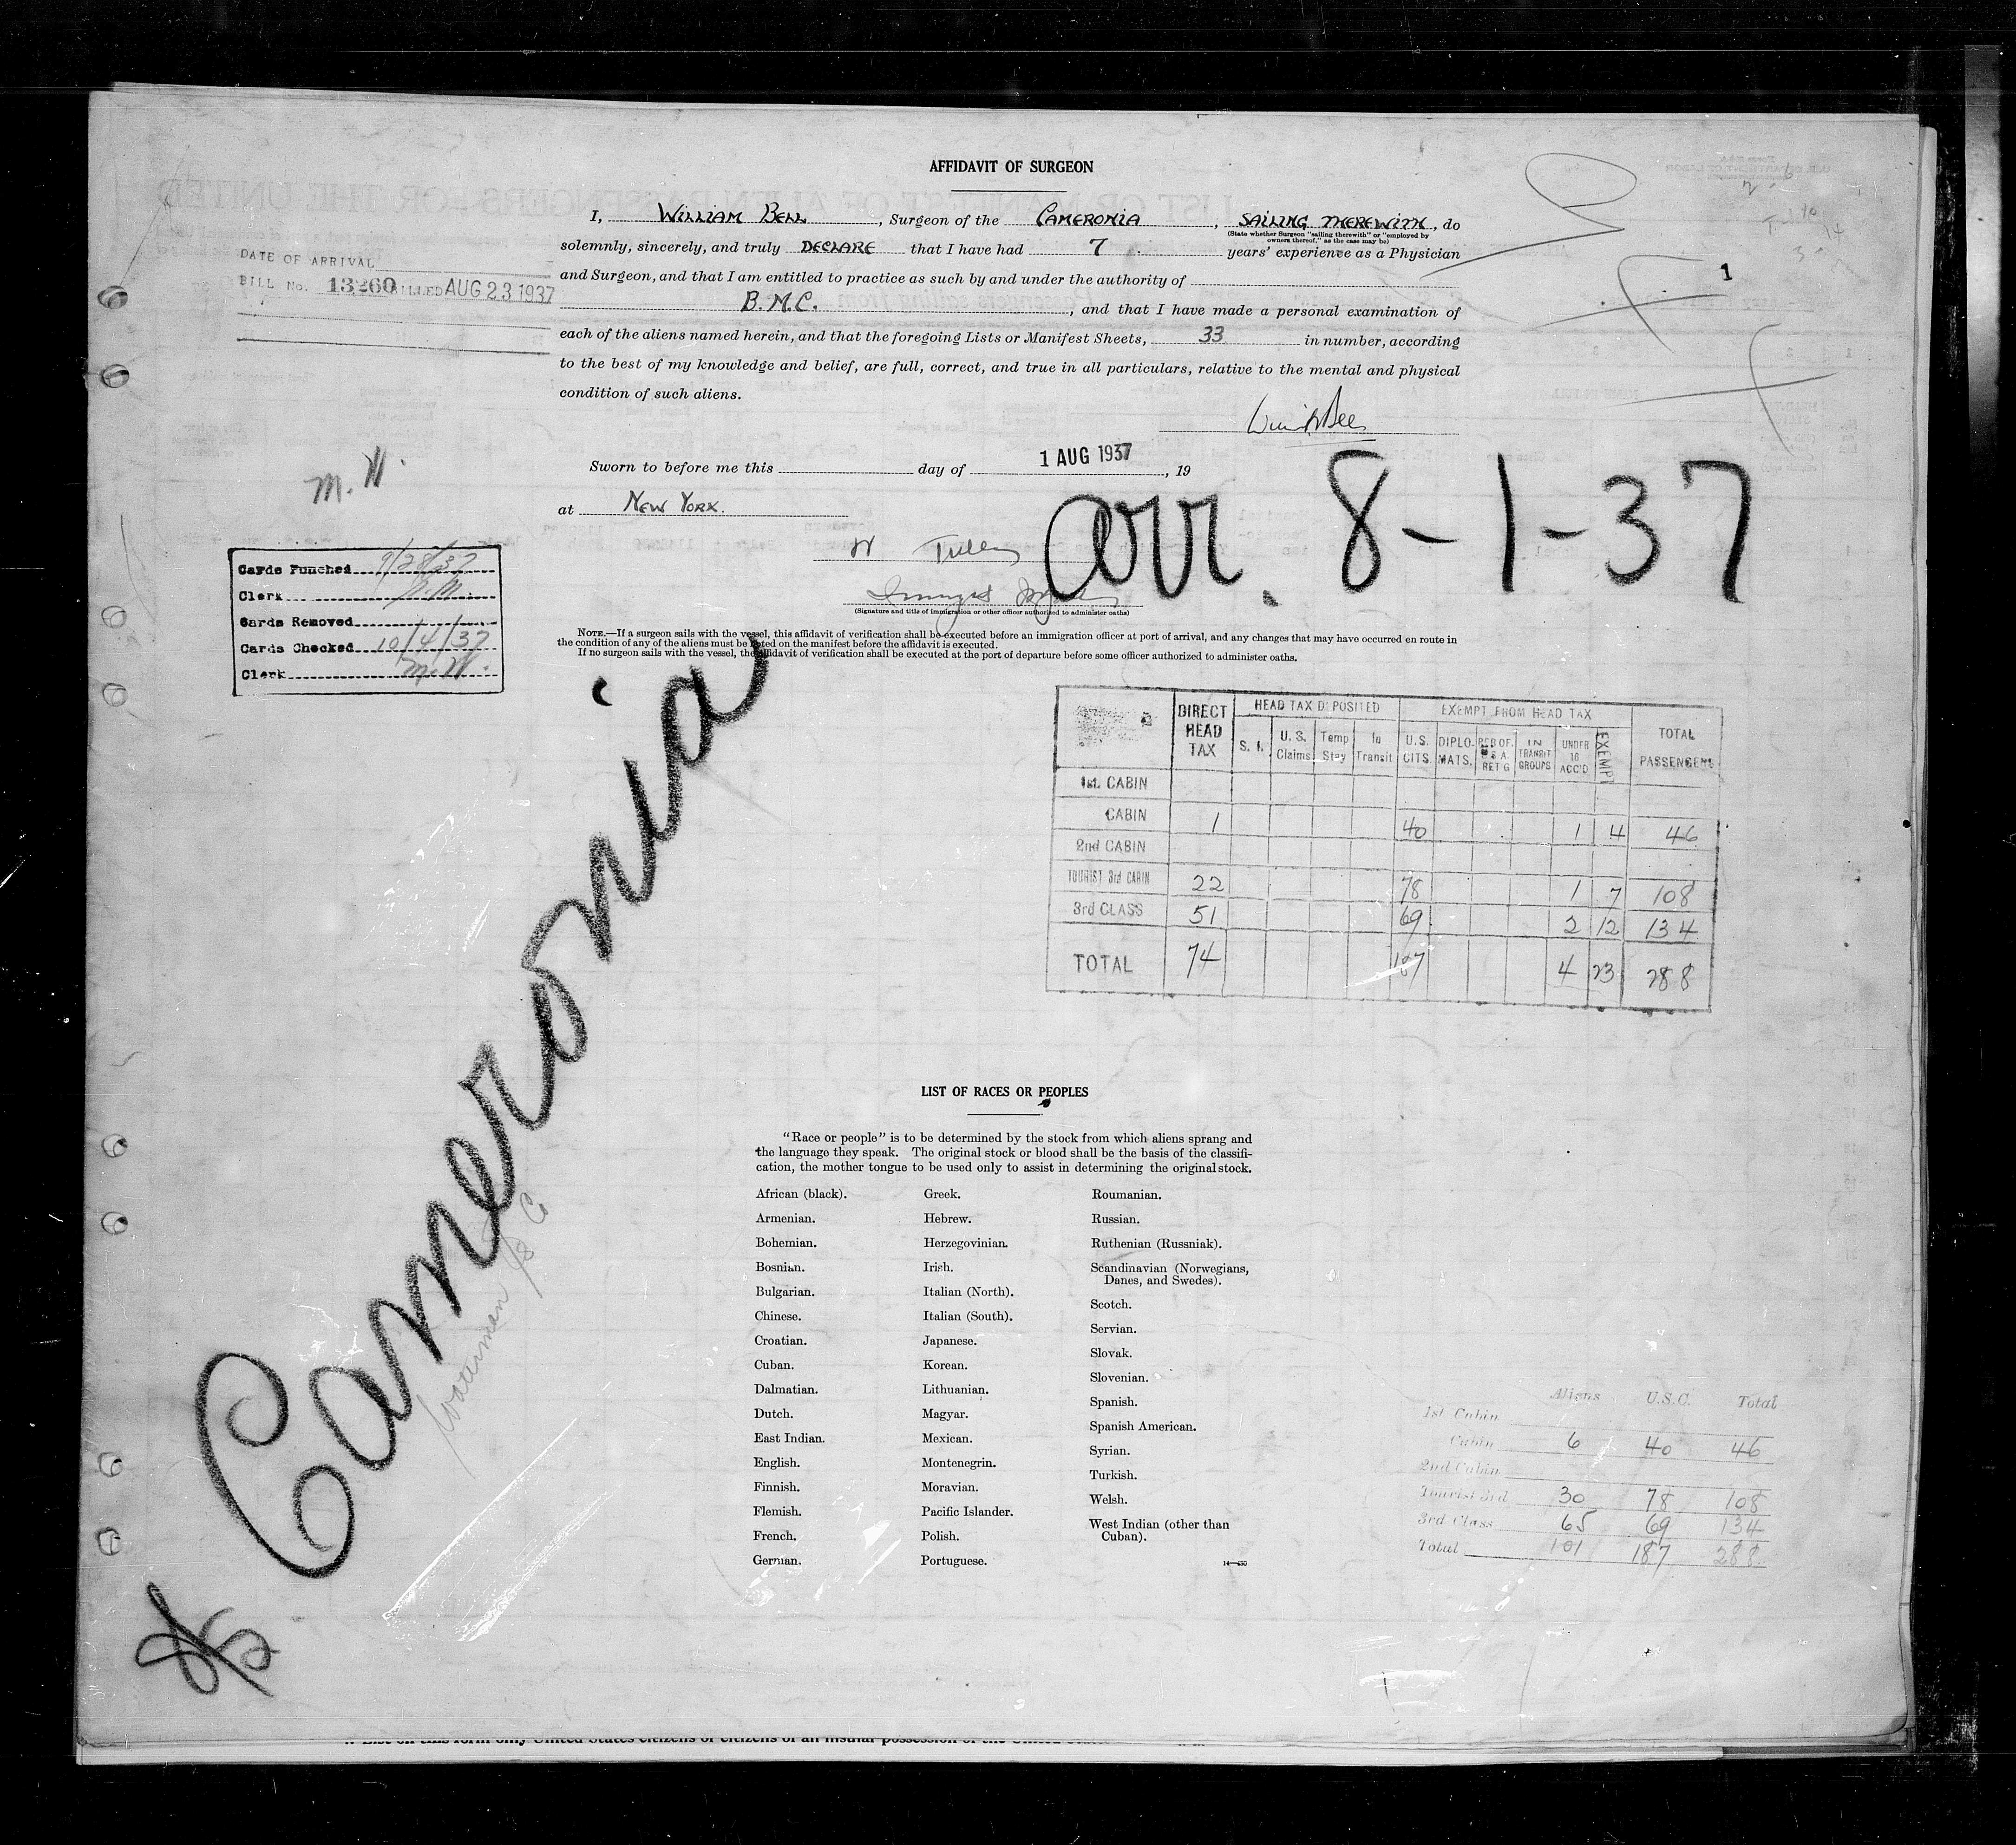 AFFIDAVIT OF SURGEON
I, WILLIAM BELL, Surgeon of the CAMERONIA, SAILING THEREWITH, do
(State whether Surgeon "sailing therewith" or "employed by
owners thereof," as the case may be)
solemnly, sincerely, and truly DECLARE that I have had 7 years' experience as a Physician
and Surgeon, and that I am entitled to practice as such by and under the authority of
B.M.C., and that I have made a personal examination of
each of the aliens named herein, and that the foregoing Lists or Manifest Sheets, 33 in number, according
to the best of my knowledge and belief, are full, correct, and true in all particulars, relative to the mental and physical
condition of such aliens.
DATE OF ARRIVAL
BILL No. 13260 BILLED AUG 23 1937
1
Sworn to before me this day of 1 AUG 1937, 19
at NEW YORK.
arr. 8-1-37
(Signature and title of immigration or other officer authorized to administer oaths)
M. W.
Cards Punched 9/28/37
Clerk
Cards Removed
Cards Checked 10/4/37
Clerk M.W.
NOTE.—If a surgeon sails with the vessel, this affidavit of verification shall be executed before an immigration officer at port of arrival, and any changes that may have occurred en route in
the condition of any of the aliens must be noted on the manifest before the affidavit is executed.
If no surgeon sails with the vessel, the affidavit of verification shall be executed at the port of departure before some officer authorized to administer oaths.
Cameronia
DIRECT HEAD TAX HEAD TAX DEPOSITED EXEMPT FROM HEAD TAX TOTAL PASSENGERS
S. I. U. S. Claims Temp Stay In Transit U.S. CITS. DIPLO-MATS. RES OF U S A. RET'G IN TRANSIT GROUPS UNDER 16 ACC'D EXEMPT
1st. CABIN
CABIN 1 40 1 4 46
2nd CABIN
TOURIST 3rd CABIN 22 78 1 7 108
3rd CLASS 51 69 2 12 134
TOTAL 74 187 4 23 288
LIST OF RACES OR PEOPLES
"Race or people" is to be determined by the stock from which aliens sprang and
the language they speak. The original stock or blood shall be the basis of the classifi-
cation, the mother tongue to be used only to assist in determining the original stock.
African (black).
Armenian.
Bohemian.
Bosnian.
Bulgarian.
Chinese.
Croatian.
Cuban.
Dalmatian.
Dutch.
East Indian.
English.
Finnish.
Flemish.
French.
German.
Greek.
Hebrew.
Herzegovinian.
Irish.
Italian (North).
Italian (South).
Japanese.
Korean.
Lithuanian.
Magyar.
Mexican.
Montenegrin.
Moravian.
Pacific Islander.
Polish.
Portuguese.
Roumanian.
Russian.
Ruthenian (Russniak).
Scandinavian (Norwegians,
Danes, and Swedes).
Scotch.
Servian.
Slovak.
Slovenian.
Spanish.
Spanish American.
Syrian.
Turkish.
Welsh.
West Indian (other than
Cuban).
Aliens U.S.C. Total
1st Cabin
Cabin 6 40 46
2nd Cabin
Tourist 3rd 30 78 108
3rd Class 65 69 134
Total 101 187 288